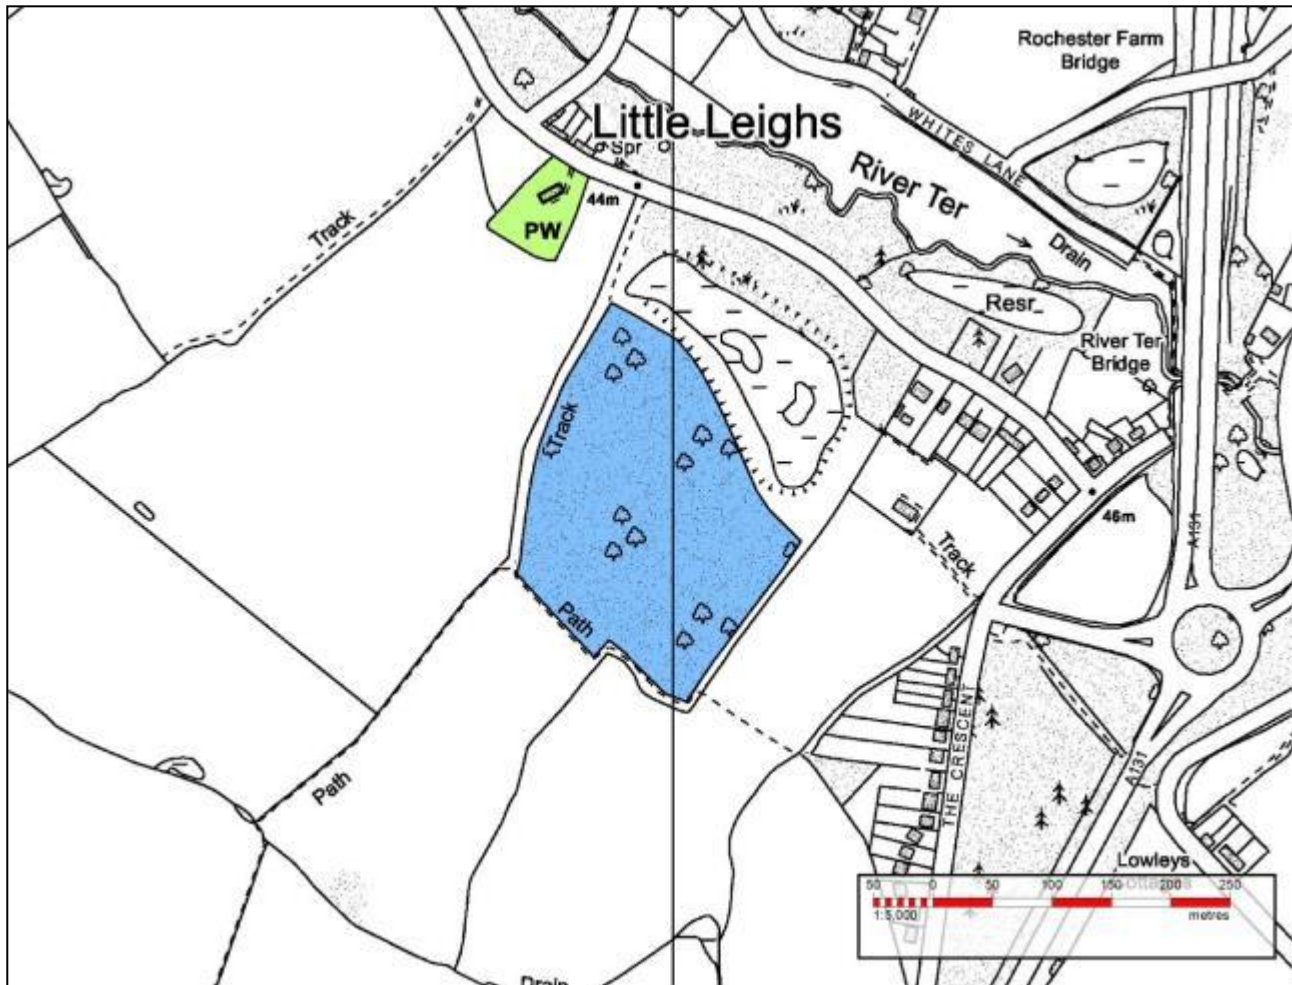 Rochester Farm
Bridge
WHITES LANE
Little Leighs
Spr
River Ter
44m
PW
Track
Drain
Resr
River Ter
Bridge
Track
46m
A131
Track
Path
Path
THE CRESCENT
A131
Lowleys
50 0 50 100 150 200 250
1:5,000
metres
Drain